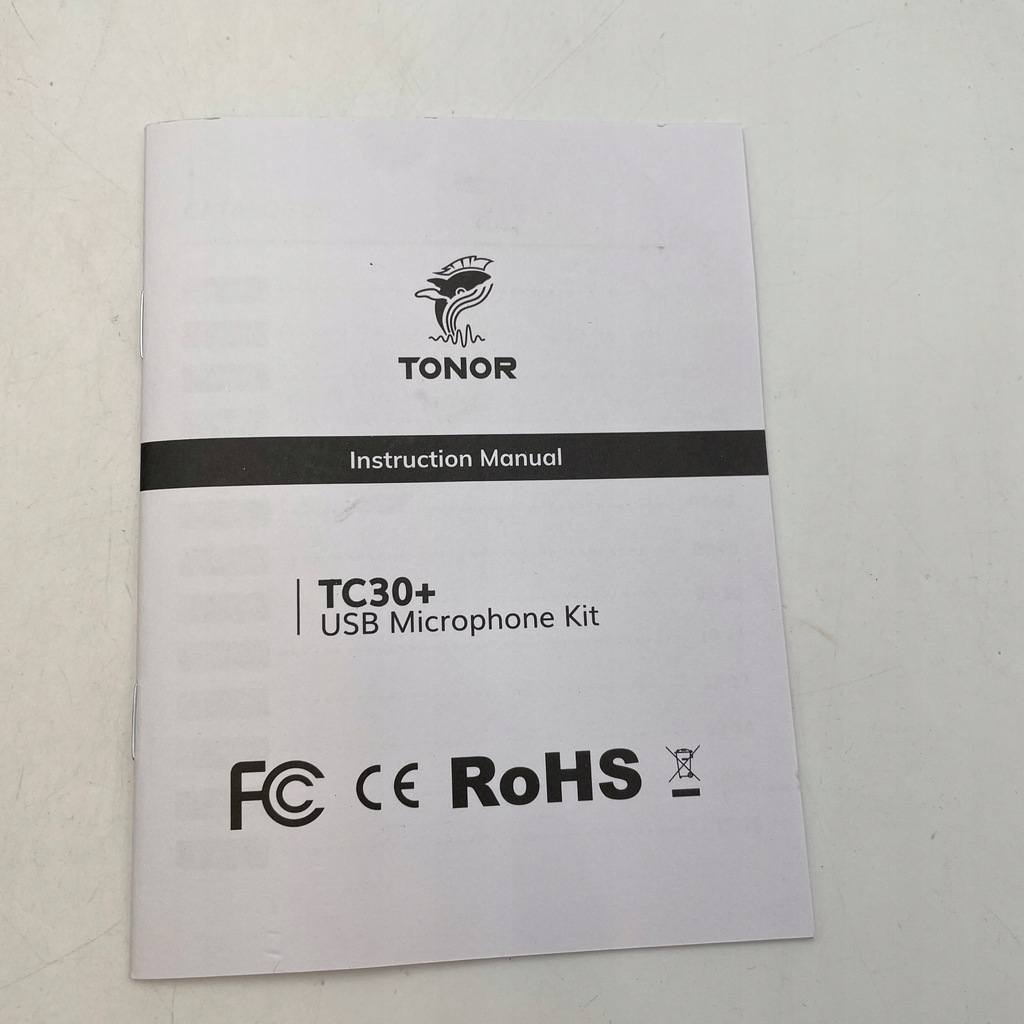 TONOR
Instruction Manual
TC30+
USB Microphone Kit
FC CE RoHS